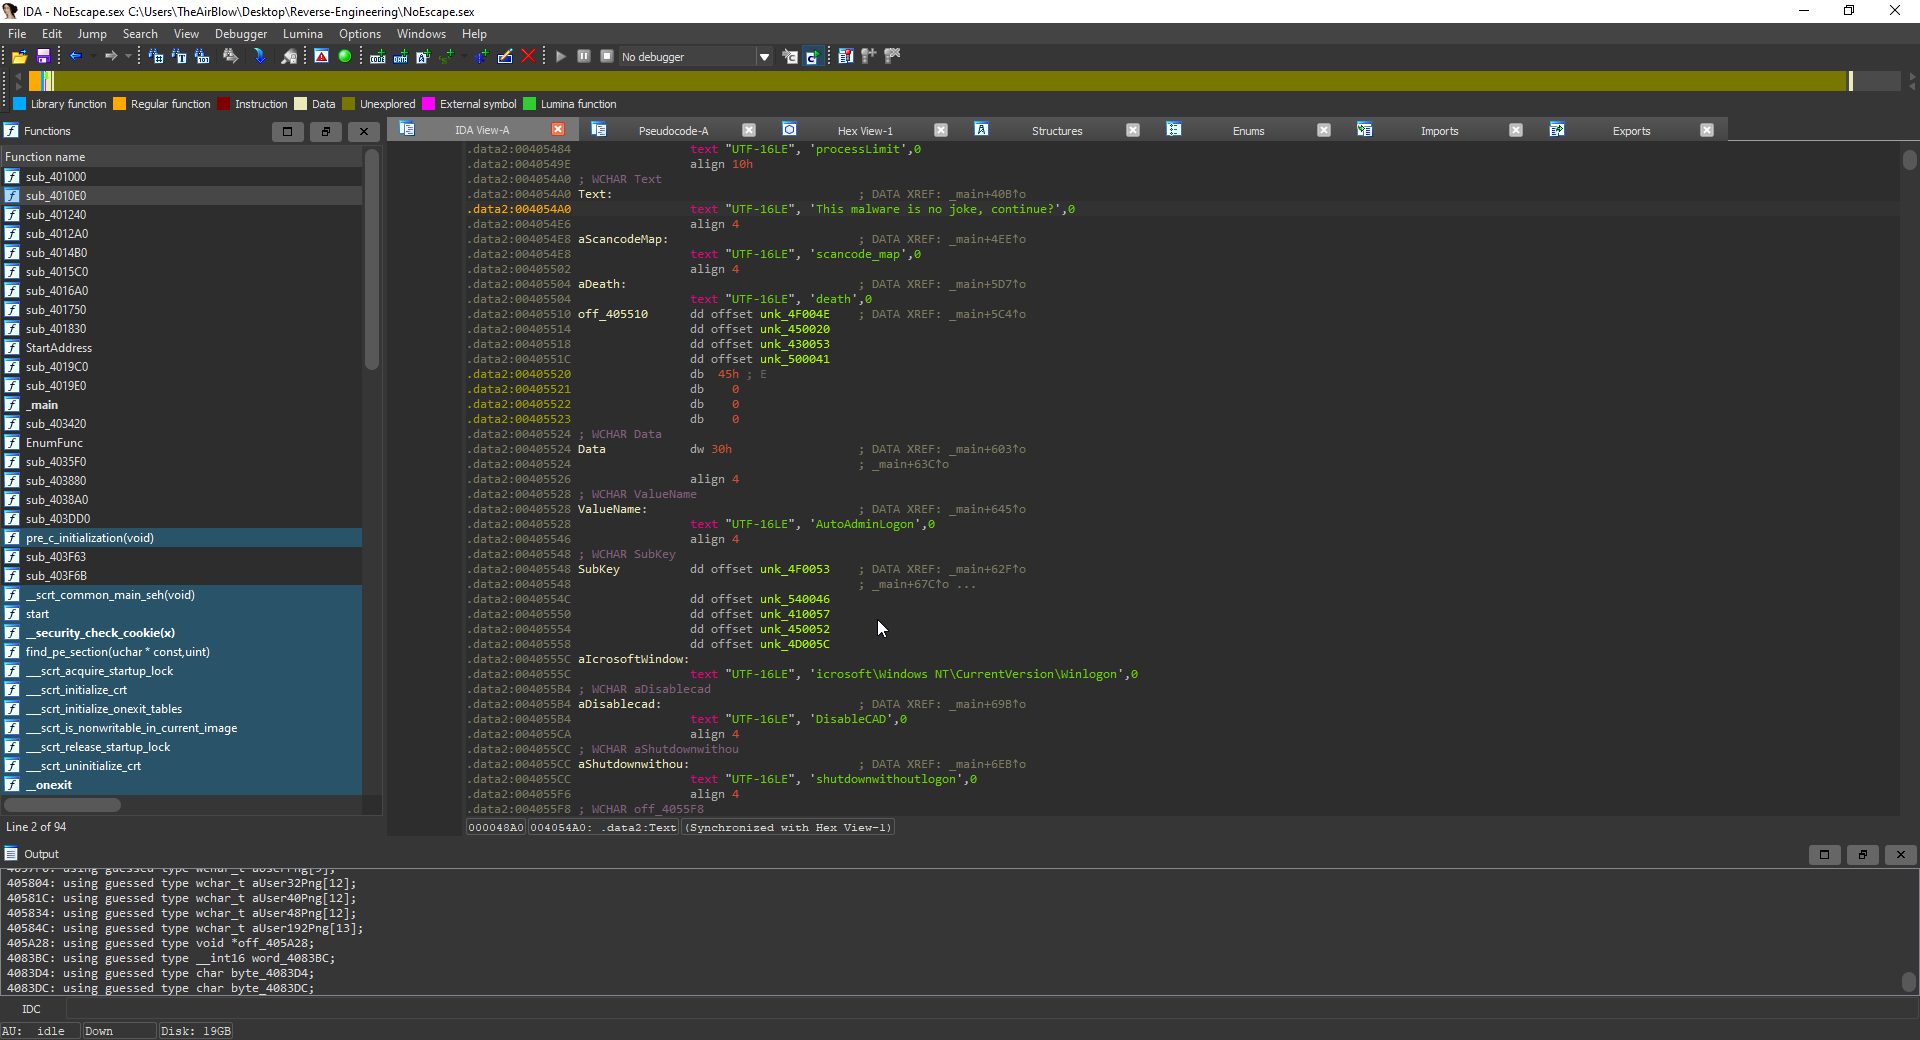 IDA - NoEscape.sex C:\Users\TheAirBlow\Desktop\Reverse-Engineering\NoEscape.sex
File Edit Jump Search View Debugger Lumina Options Windows Help
No debugger
Library function Regular function Instruction Data Unexplored External symbol Lumina function
Functions
Function name
sub_401000
sub_4010E0
sub_401240
sub_4012A0
sub_4014B0
sub_4015C0
sub_4016A0
sub_401750
sub_401830
StartAddress
sub_4019C0
sub_4019E0
_main
sub_403420
EnumFunc
sub_4035F0
sub_403880
sub_4038A0
sub_403DD0
pre_c_initialization(void)
sub_403F63
sub_403F6B
__scrt_common_main_seh(void)
start
__security_check_cookie(x)
find_pe_section(uchar * const,uint)
___scrt_acquire_startup_lock
___scrt_initialize_crt
___scrt_initialize_onexit_tables
___scrt_is_nonwritable_in_current_image
___scrt_release_startup_lock
___scrt_uninitialize_crt
__onexit
Line 2 of 94
IDA View-A Pseudocode-A Hex View-1 Structures Enums Imports Exports
.data2:00405484 text "UTF-16LE", 'processLimit',0
.data2:0040549E align 10h
.data2:004054A0 ; WCHAR Text
.data2:004054A0 Text: ; DATA XREF: _main+40B↑o
.data2:004054A0 text "UTF-16LE", 'This malware is no joke, continue?',0
.data2:004054E6 align 4
.data2:004054E8 aScancodeMap: ; DATA XREF: _main+4EE↑o
.data2:004054E8 text "UTF-16LE", 'scancode_map',0
.data2:00405502 align 4
.data2:00405504 aDeath: ; DATA XREF: _main+5D7↑o
.data2:00405504 text "UTF-16LE", 'death',0
.data2:00405510 off_405510 dd offset unk_4F004E ; DATA XREF: _main+5C4↑o
.data2:00405514 dd offset unk_450020
.data2:00405518 dd offset unk_430053
.data2:0040551C dd offset unk_500041
.data2:00405520 db 45h ; E
.data2:00405521 db 0
.data2:00405522 db 0
.data2:00405523 db 0
.data2:00405524 ; WCHAR Data
.data2:00405524 Data dw 30h ; DATA XREF: _main+603↑o
.data2:00405524 ; _main+63C↑o
.data2:00405526 align 4
.data2:00405528 ; WCHAR ValueName
.data2:00405528 ValueName: ; DATA XREF: _main+645↑o
.data2:00405528 text "UTF-16LE", 'AutoAdminLogon',0
.data2:00405546 align 4
.data2:00405548 ; WCHAR SubKey
.data2:00405548 SubKey dd offset unk_4F0053 ; DATA XREF: _main+62F↑o
.data2:00405548 ; _main+67C↑o ...
.data2:0040554C dd offset unk_540046
.data2:00405550 dd offset unk_410057
.data2:00405554 dd offset unk_450052
.data2:00405558 dd offset unk_4D005C
.data2:0040555C aIcrosoftWindow:
.data2:0040555C text "UTF-16LE", 'icrosoft\Windows NT\CurrentVersion\Winlogon',0
.data2:004055B4 ; WCHAR aDisablecad
.data2:004055B4 aDisablecad: ; DATA XREF: _main+69B↑o
.data2:004055B4 text "UTF-16LE", 'DisableCAD',0
.data2:004055CA align 4
.data2:004055CC ; WCHAR aShutdownwithou
.data2:004055CC aShutdownwithou: ; DATA XREF: _main+6EB↑o
.data2:004055CC text "UTF-16LE", 'shutdownwithoutlogon',0
.data2:004055F6 align 4
.data2:004055F8 ; WCHAR off_4055F8
000048A0 004054A0: .data2:Text (Synchronized with Hex View-1)
Output
405804: using guessed type wchar_t aUser32Png[12];
40581C: using guessed type wchar_t aUser40Png[12];
405834: using guessed type wchar_t aUser48Png[12];
40584C: using guessed type wchar_t aUser192Png[13];
405A28: using guessed type void *off_405A28;
4083BC: using guessed type __int16 word_4083BC;
4083D4: using guessed type char byte_4083D4;
4083DC: using guessed type char byte_4083DC;
IDC
AU: idle Down Disk: 19GB